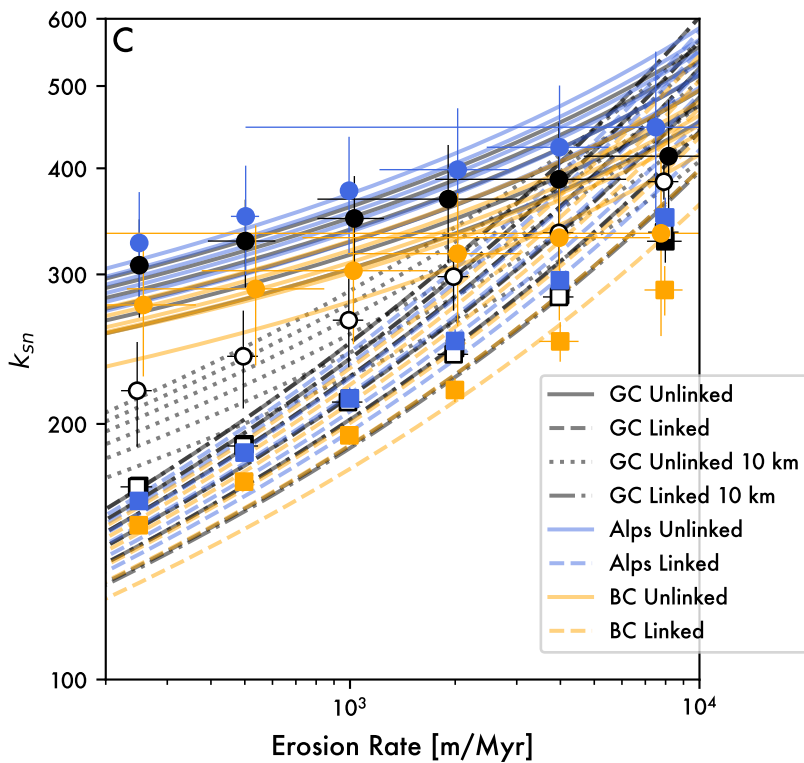 C
600
500
400
300
200
100
k_sn
GC Unlinked
GC Linked
GC Unlinked 10 km
GC Linked 10 km
Alps Unlinked
Alps Linked
BC Unlinked
BC Linked
10³ 10⁴
Erosion Rate [m/Myr]